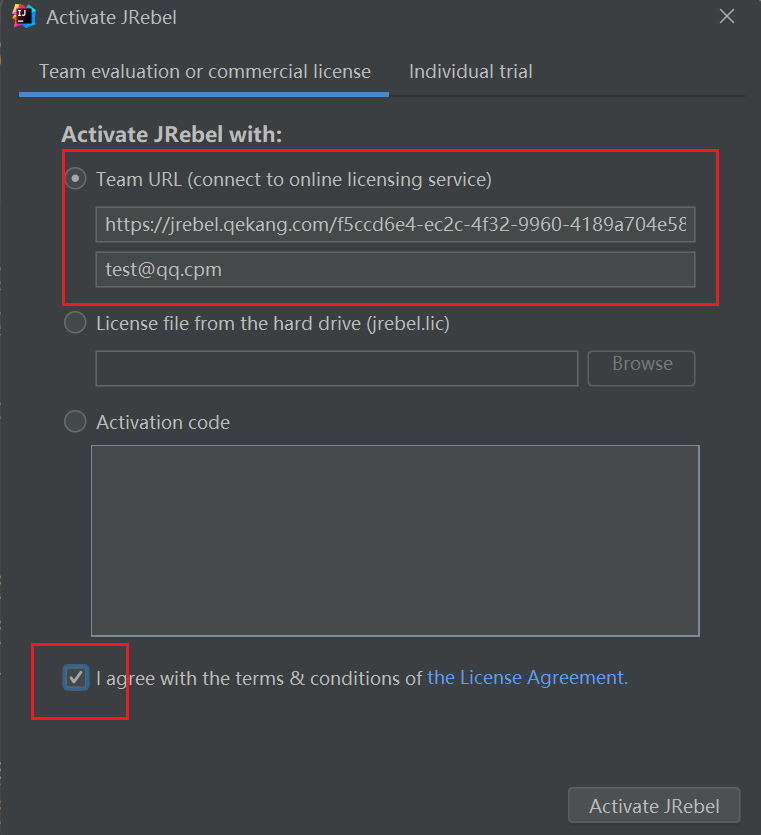 Activate JRebel
Team evaluation or commercial license Individual trial
Activate JRebel with:
Team URL (connect to online licensing service)
https://jrebel.qekang.com/f5ccd6e4-ec2c-4f32-9960-4189a704e58
test@qq.cpm
License file from the hard drive (jrebel.lic)
Browse
Activation code
I agree with the terms & conditions of the License Agreement.
Activate JRebel